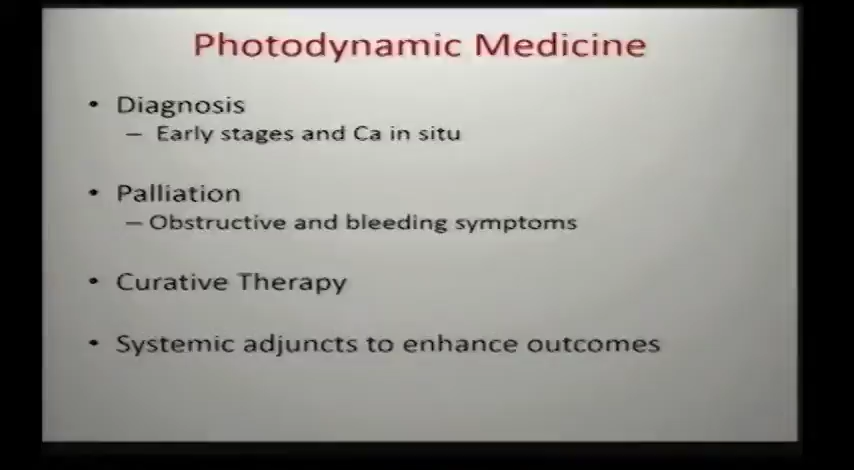 Photodynamic Medicine
• Diagnosis
– Early stages and Ca in situ
• Palliation
– Obstructive and bleeding symptoms
• Curative Therapy
• Systemic adjuncts to enhance outcomes